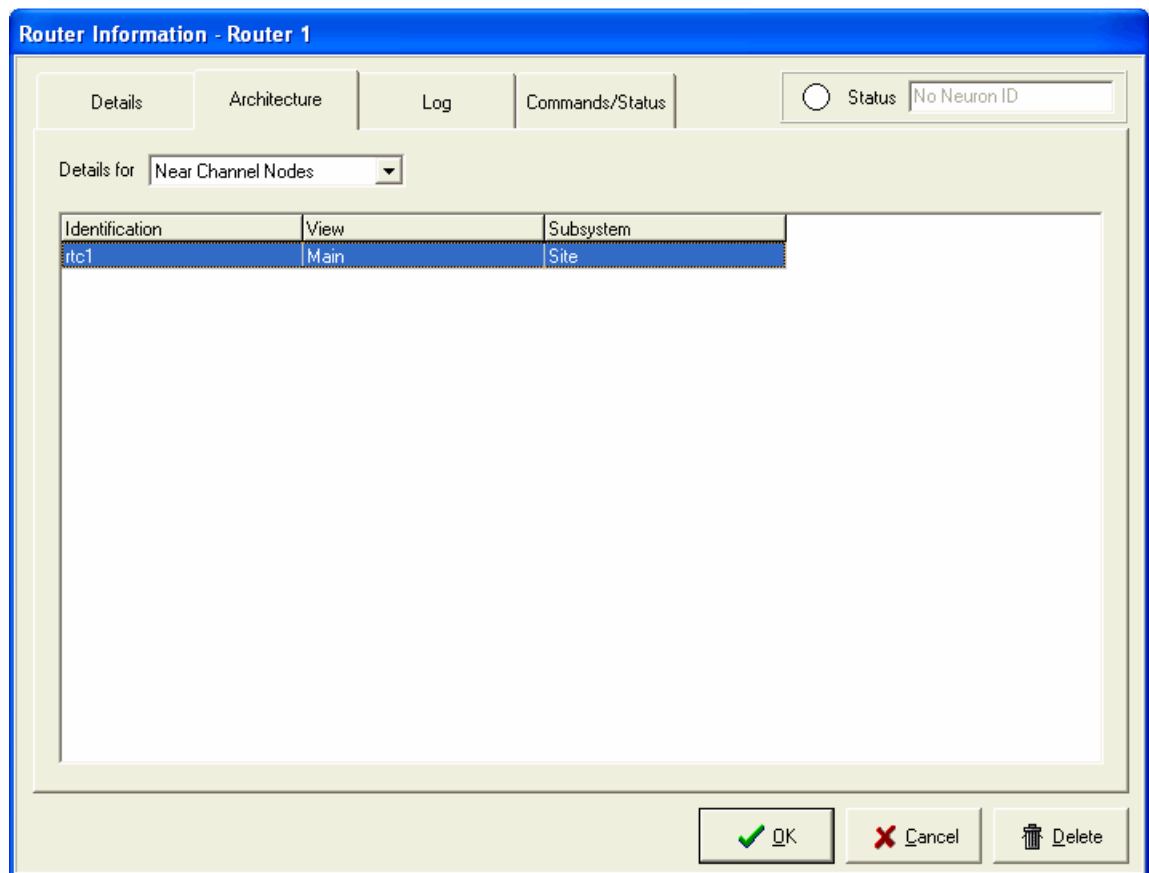 Router Information - Router 1
Details Architecture Log Commands/Status Status No Neuron ID
Details for Near Channel Nodes
Identification View Subsystem
rtc1 Main Site
OK Cancel Delete